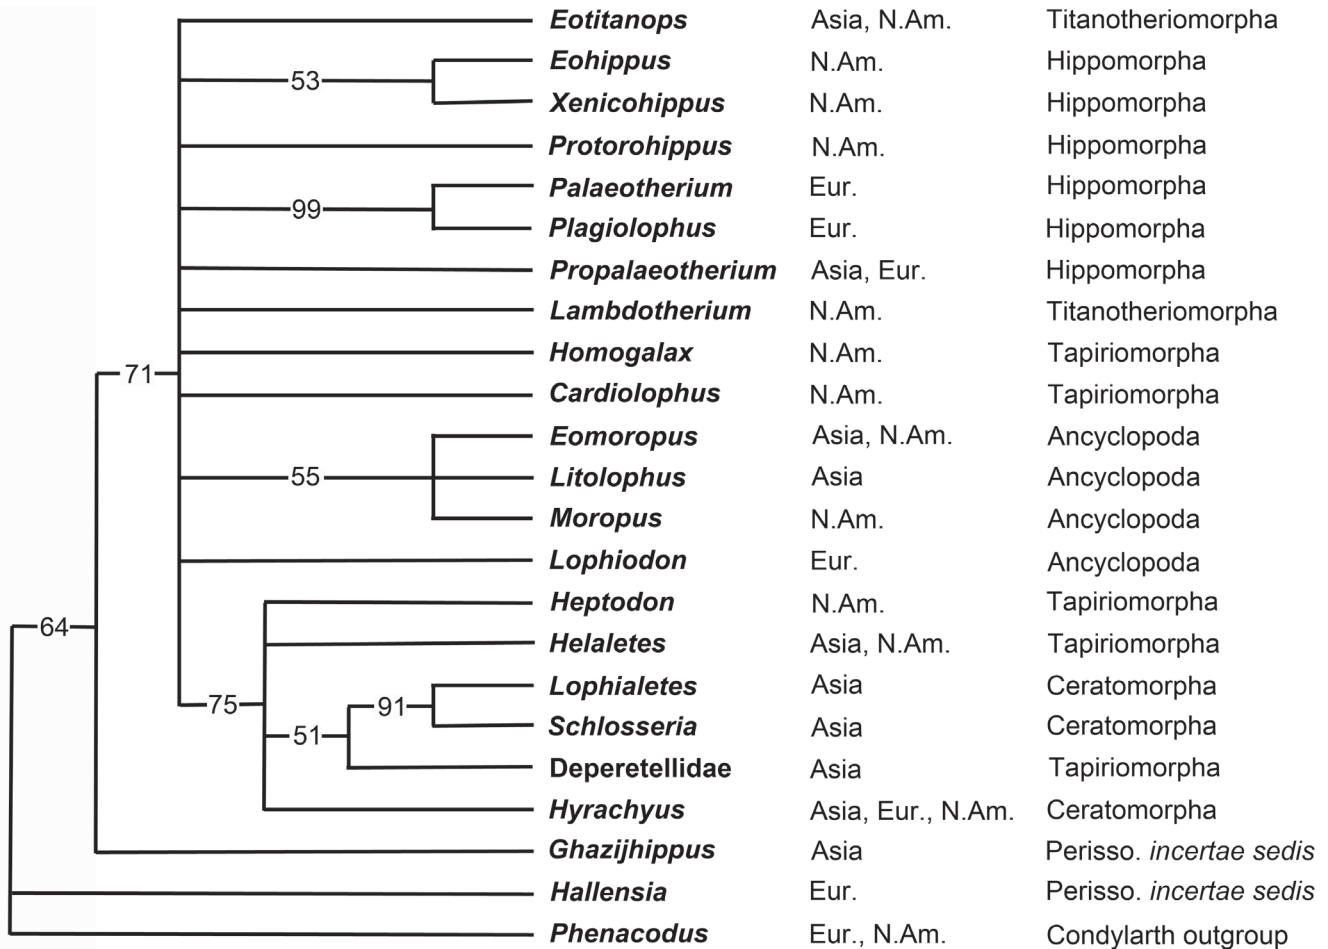 Eotitanops Asia, N.Am. Titanotheriomorpha
Eohippus N.Am. Hippomorpha
53
Xenicohippus N.Am. Hippomorpha
Protorohippus N.Am. Hippomorpha
Palaeotherium Eur. Hippomorpha
99
Plagiolophus Eur. Hippomorpha
Propalaeotherium Asia, Eur. Hippomorpha
Lambdotherium N.Am. Titanotheriomorpha
Homogalax N.Am. Tapiriomorpha
71
Cardiolophus N.Am. Tapiriomorpha
Eomoropus Asia, N.Am. Ancyclopoda
55 Litolophus Asia Ancyclopoda
Moropus N.Am. Ancyclopoda
Lophiodon Eur. Ancyclopoda
Heptodon N.Am. Tapiriomorpha
64
Helaletes Asia, N.Am. Tapiriomorpha
Lophialetes Asia Ceratomorpha
75 91
Schlosseria Asia Ceratomorpha
51
Deperetellidae Asia Tapiriomorpha
Hyrachyus Asia, Eur., N.Am. Ceratomorpha
Ghazijhippus Asia Perisso. incertae sedis
Hallensia Eur. Perisso. incertae sedis
Phenacodus Eur., N.Am. Condylarth outgroup